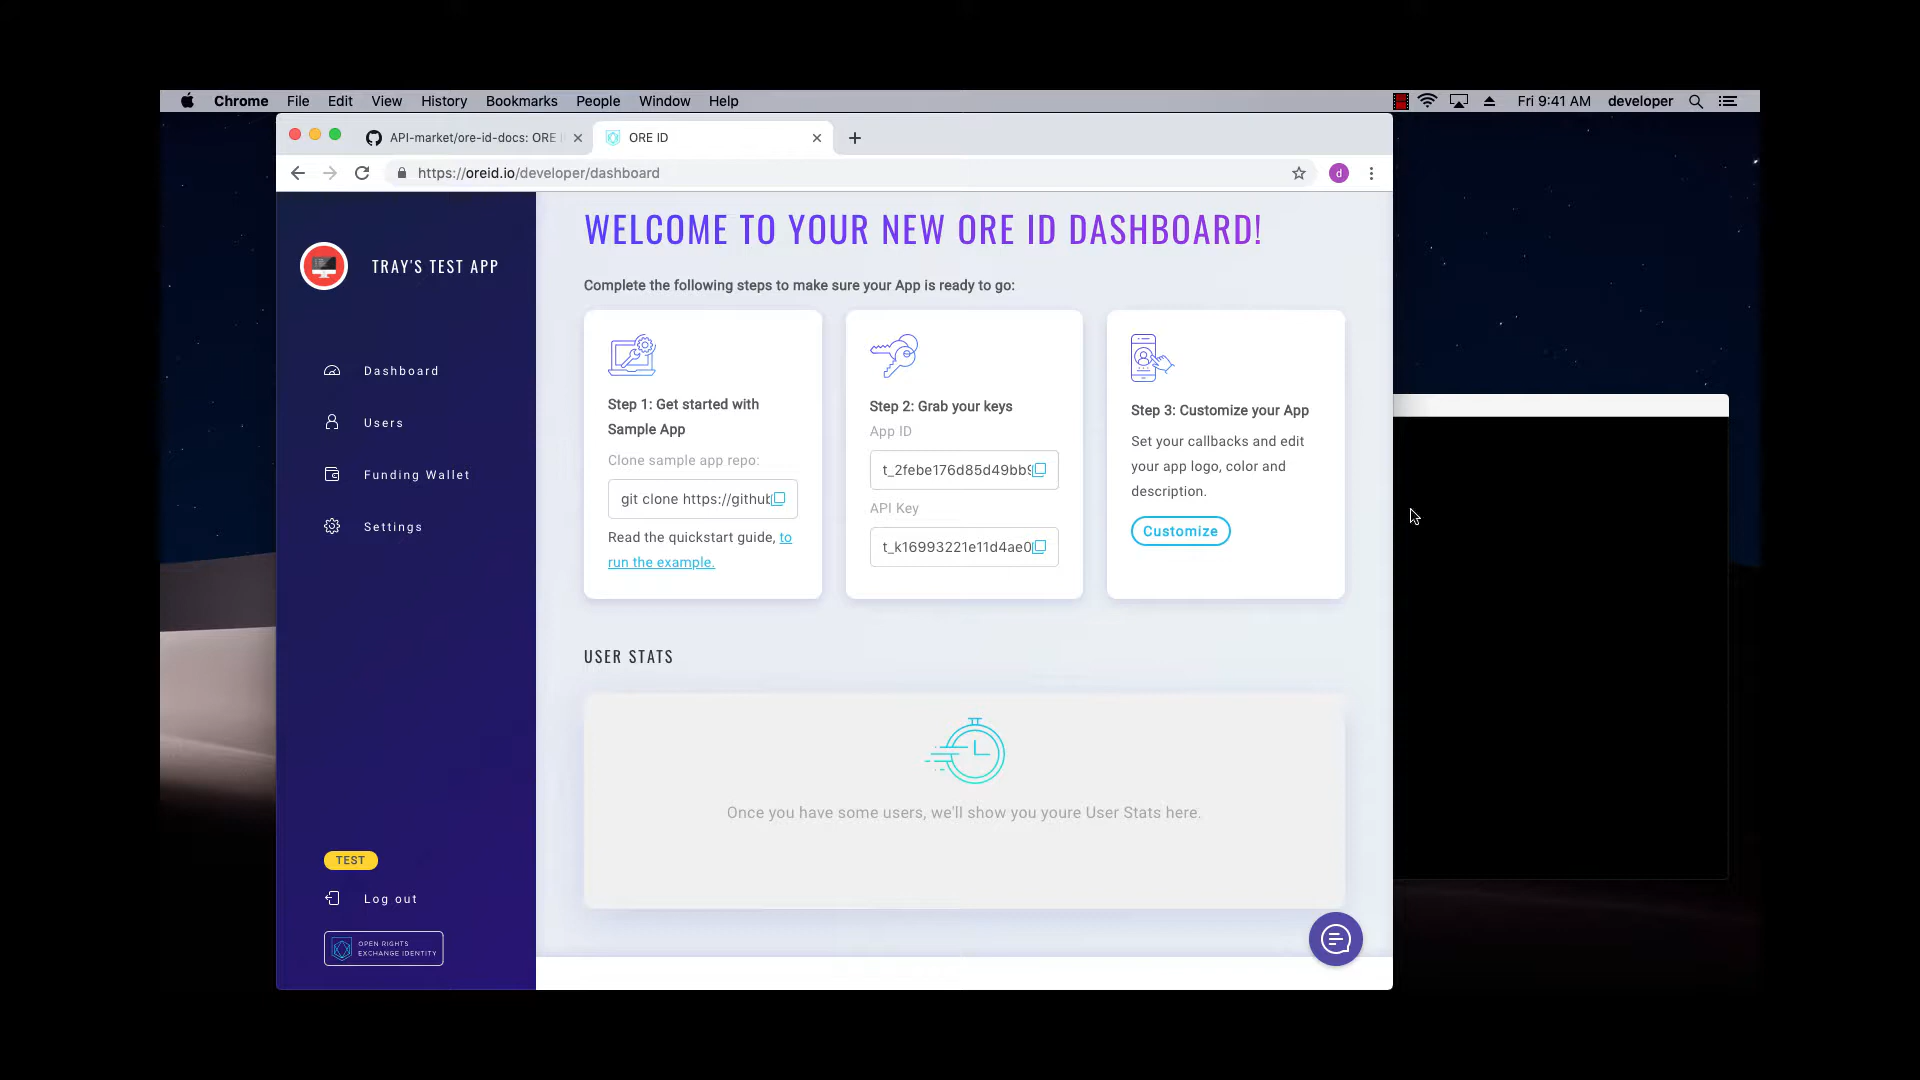 Chrome File Edit View History Bookmarks People Window Help
Fri 9:41 AM developer
API-market/ore-id-docs: ORE
ORE ID
https://oreid.io/developer/dashboard
d
TRAY'S TEST APP
Dashboard
Users
Funding Wallet
Settings
TEST
Log out
OPEN RIGHTS
EXCHANGE IDENTITY
WELCOME TO YOUR NEW ORE ID DASHBOARD!
Complete the following steps to make sure your App is ready to go:
Step 1: Get started with
Sample App
Clone sample app repo:
git clone https://github
Read the quickstart guide, to
run the example.
Step 2: Grab your keys
App ID
t_2febe176d85d49bb9
API Key
t_k16993221e11d4ae0
Step 3: Customize your App
Set your callbacks and edit
your app logo, color and
description.
Customize
USER STATS
Once you have some users, we'll show you youre User Stats here.